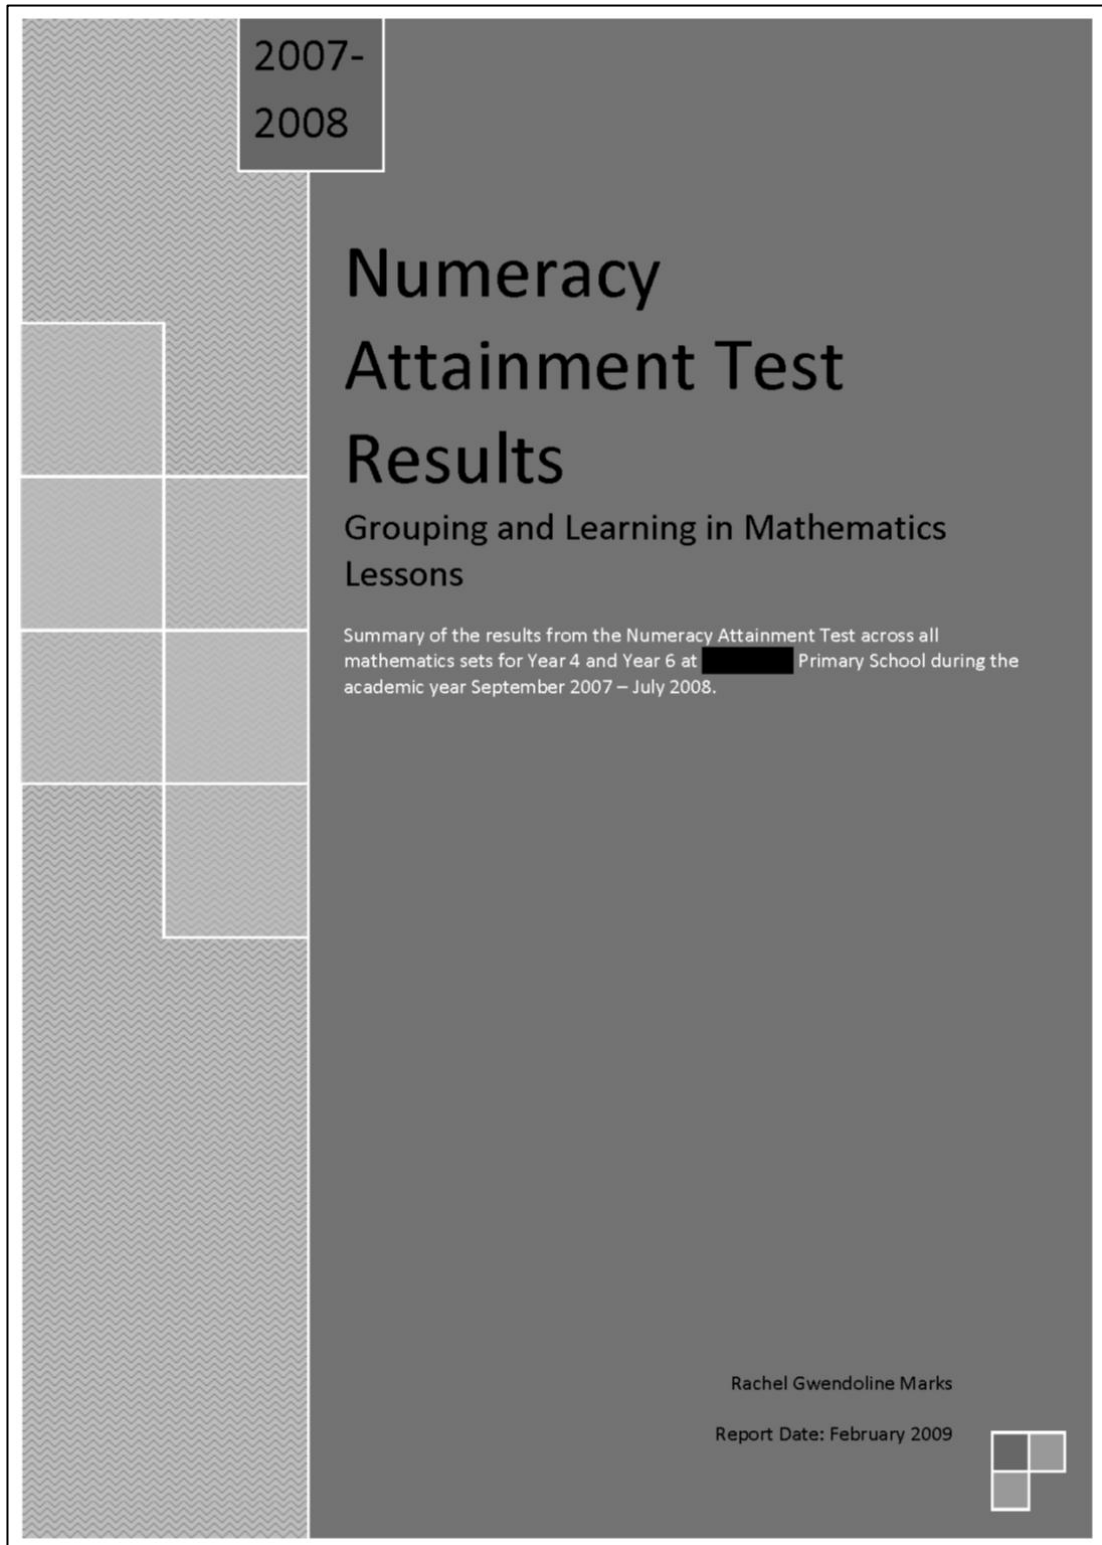 2007-
2008
Numeracy
Attainment Test
Results
Grouping and Learning in Mathematics
Lessons
Summary of the results from the Numeracy Attainment Test across all
mathematics sets for Year 4 and Year 6 at Primary School during the
academic year September 2007 – July 2008.
Rachel Gwendoline Marks
Report Date: February 2009